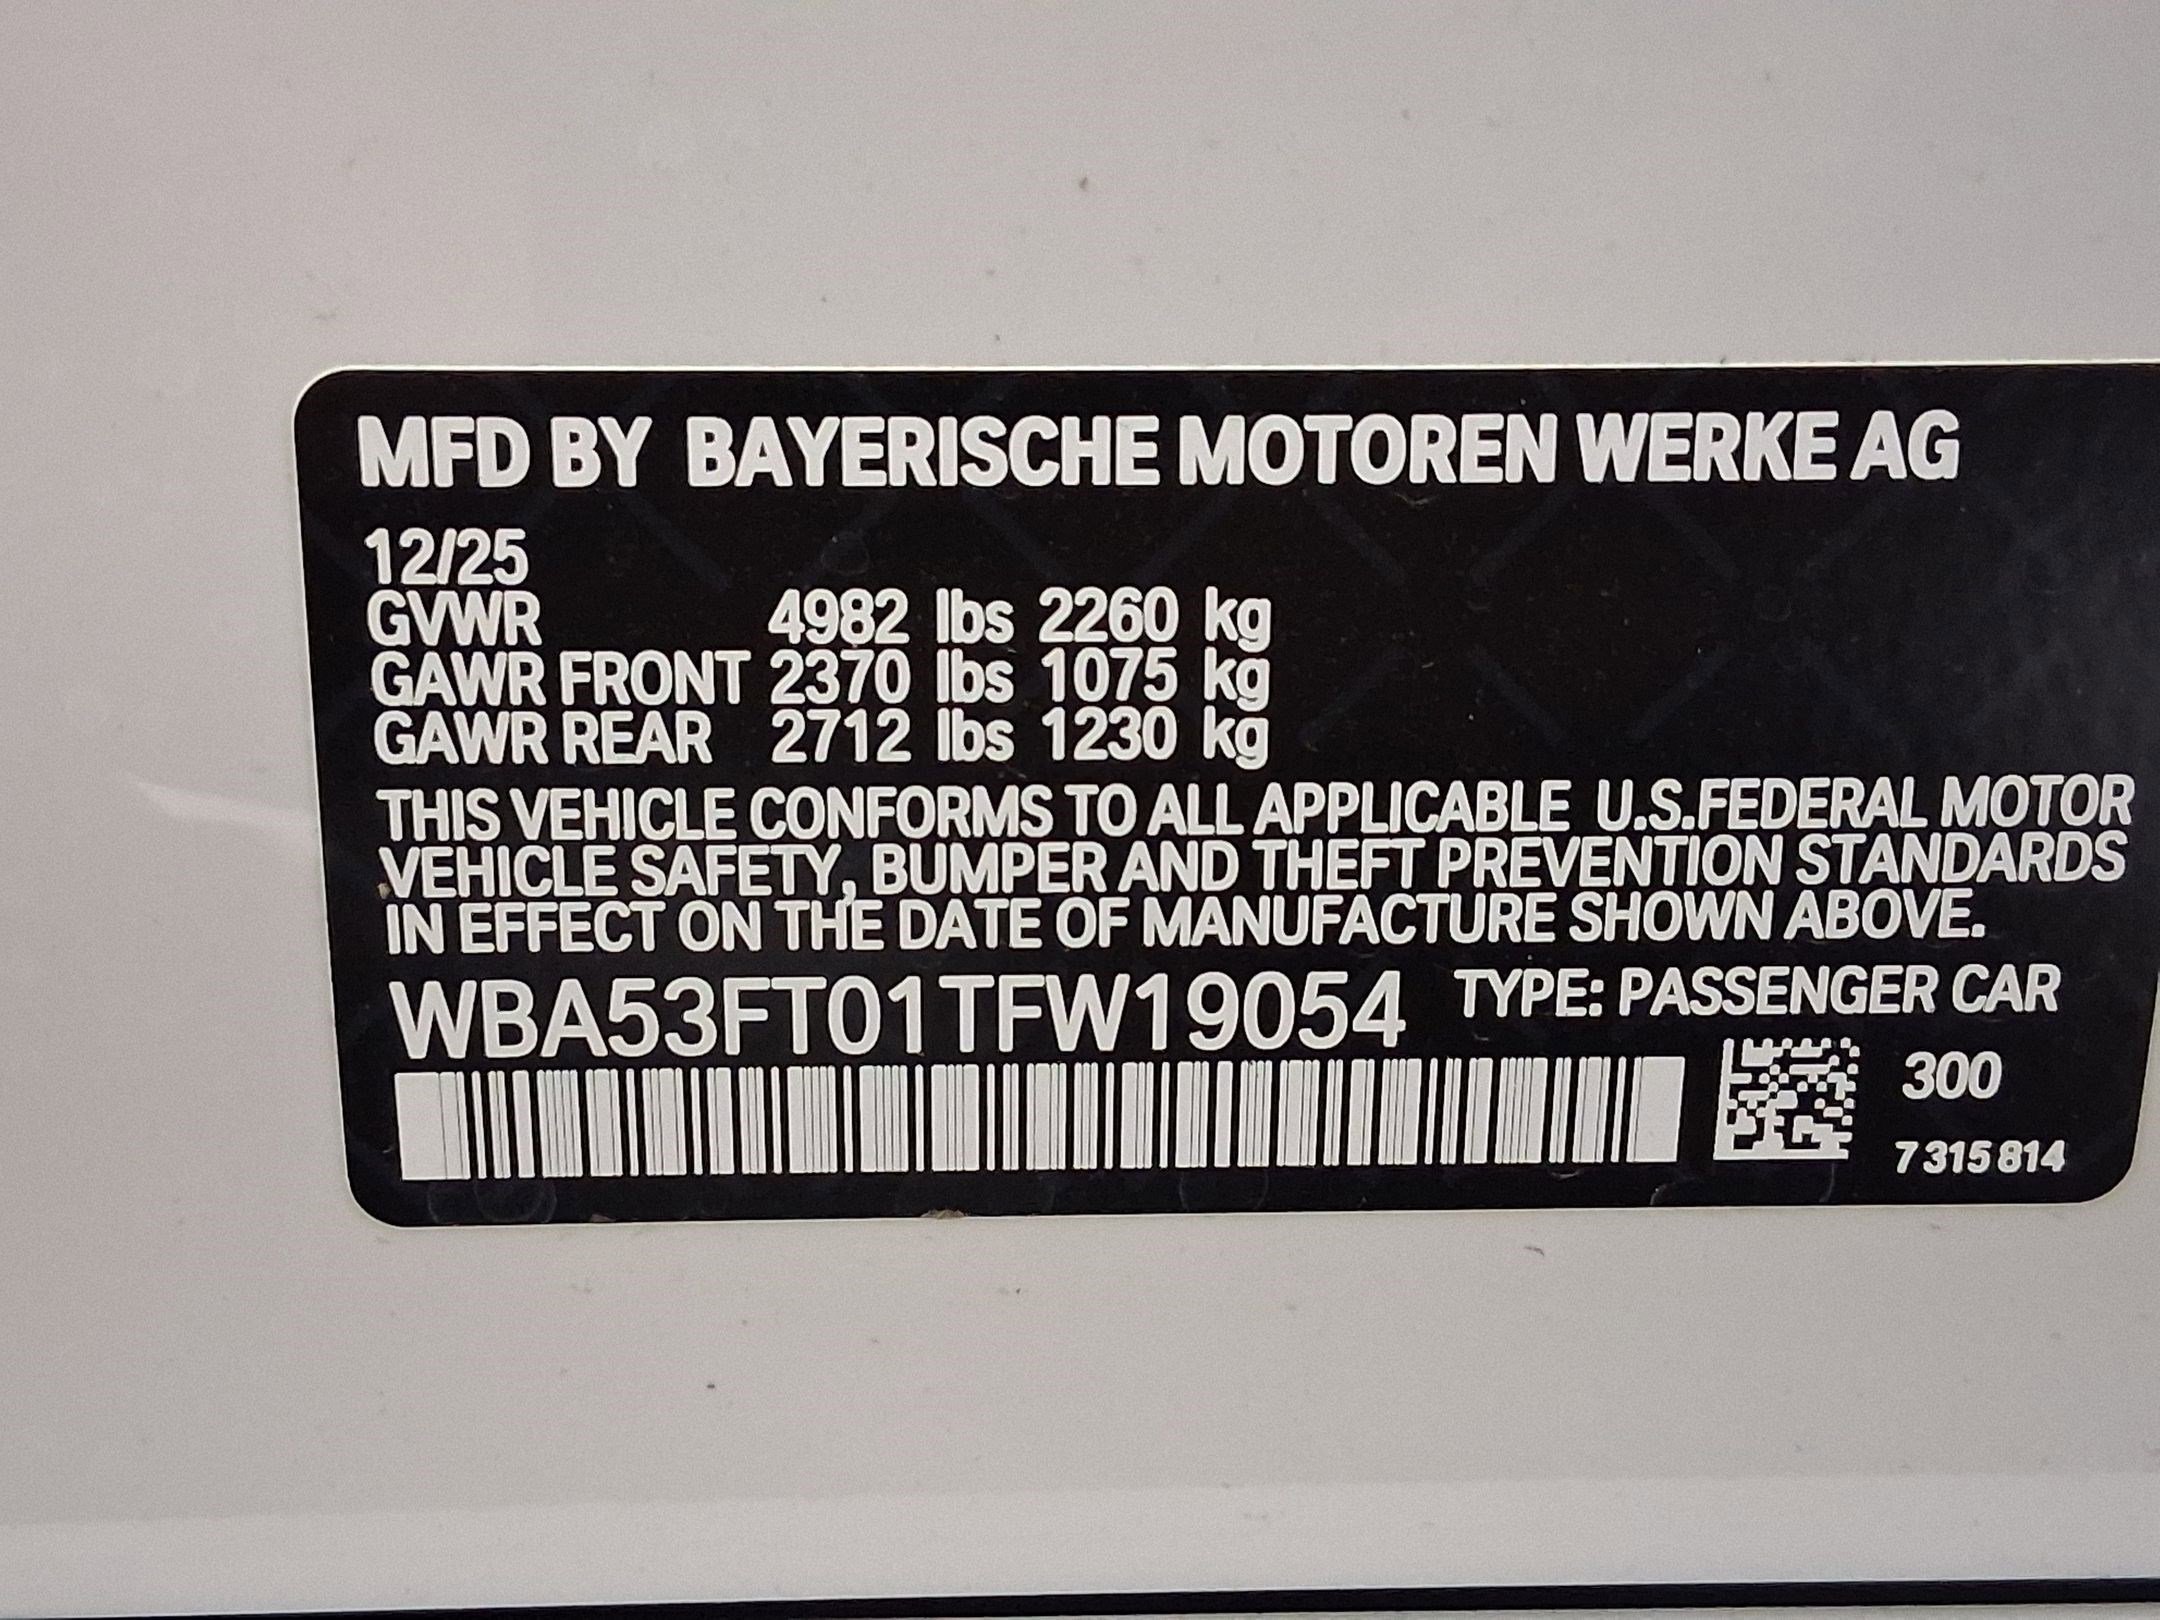 MFD BY BAYERISCHE MOTOREN WERKE AG
12/25
GVWR 4982 lbs 2260 kg
GAWR FRONT 2370 lbs 1075 kg
GAWR REAR 2712 lbs 1230 kg
THIS VEHICLE CONFORMS TO ALL APPLICABLE U.S.FEDERAL MOTOR
VEHICLE SAFETY, BUMPER AND THEFT PREVENTION STANDARDS
IN EFFECT ON THE DATE OF MANUFACTURE SHOWN ABOVE.
WBA53FT01TFW19054 TYPE: PASSENGER CAR
300
7 315 814